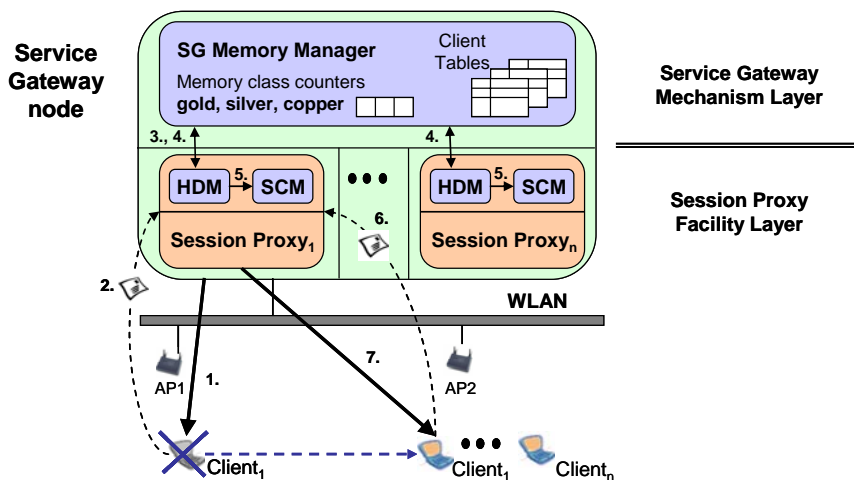 Service
Gateway
node
SG Memory Manager
Memory class counters
gold, silver, copper
Client
Tables
Service Gateway
Mechanism Layer
3., 4.
4.
HDM
5.
SCM
HDM
5.
SCM
Session Proxy1
Session Proxyn
Session Proxy
Facility Layer
2.
6.
WLAN
AP1
1.
7.
AP2
Client1
Client1
Clientn